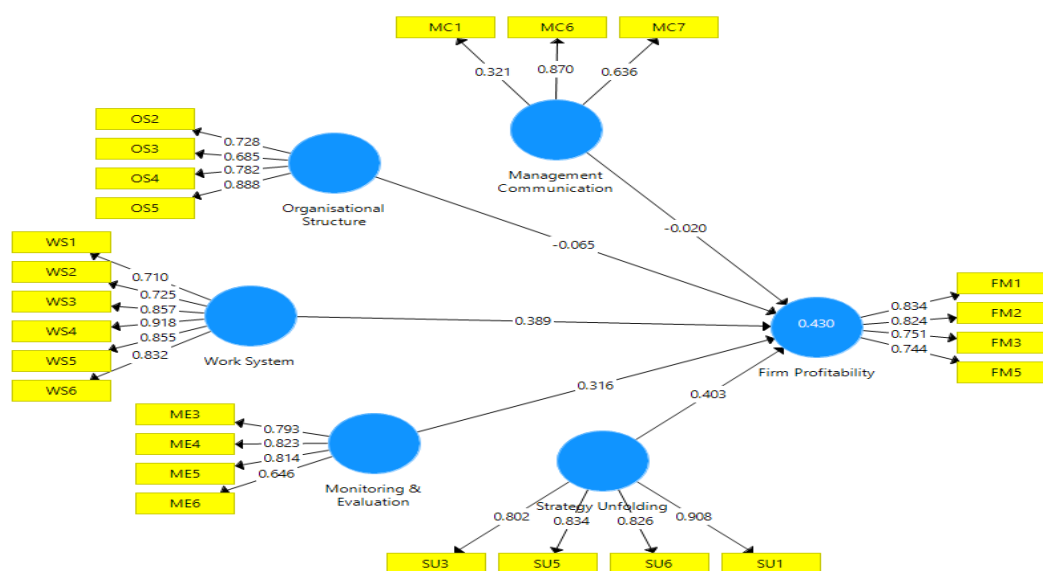 MC1
MC6
MC7
0.321
0.870
0.636
Management
Communication
OS2
OS3
OS4
OS5
0.728
0.685
0.782
0.888
Organisational
Structure
-0.065
-0.020
WS1
WS2
WS3
WS4
WS5
WS6
0.710
0.725
0.857
0.918
0.855
0.832
Work System
0.389
0.430
Firm Profitability
0.834
0.824
0.751
0.744
FM1
FM2
FM3
FM5
ME3
ME4
ME5
ME6
0.793
0.823
0.814
0.646
Monitoring &
Evaluation
0.316
0.403
Strategy Unfolding
0.802
0.834
0.826
0.908
SU3
SU5
SU6
SU1